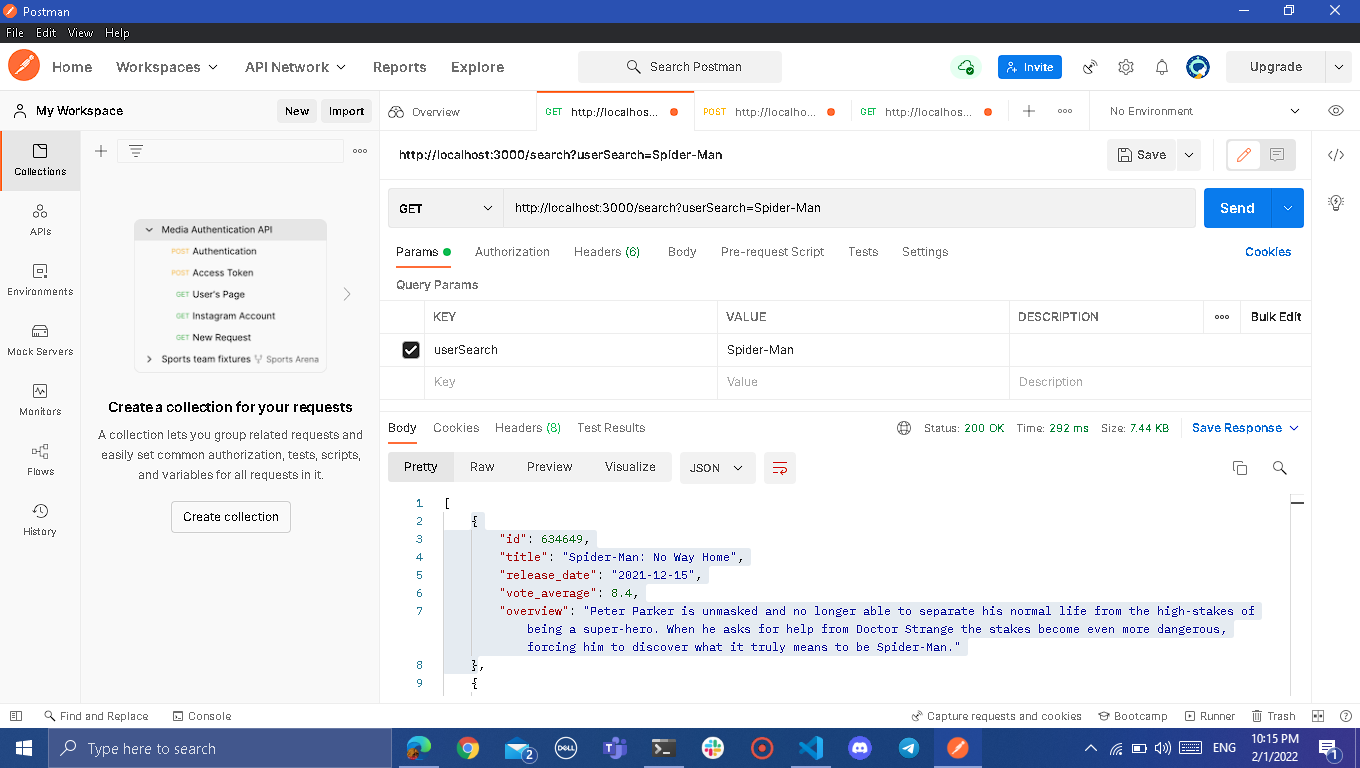 Postman
File Edit View Help
Home Workspaces API Network Reports Explore Search Postman Invite Upgrade
My Workspace New Import Overview GET http://localhos... POST http://localho... GET http://localhos... No Environment
Collections
APIs
Environments
Mock Servers
Monitors
Flows
History
Media Authentication API
POST Authentication
POST Access Token
GET User's Page
GET Instagram Account
GET New Request
Sports team fixtures Sports Arena
Create a collection for your requests
A collection lets you group related requests and
easily set common authorization, tests, scripts,
and variables for all requests in it.
Create collection
http://localhost:3000/search?userSearch=Spider-Man Save
GET http://localhost:3000/search?userSearch=Spider-Man Send
Params Authorization Headers (6) Body Pre-request Script Tests Settings Cookies
Query Params
KEY VALUE DESCRIPTION Bulk Edit
userSearch Spider-Man
Key Value Description
Body Cookies Headers (8) Test Results Status: 200 OK Time: 292 ms Size: 7.44 KB Save Response
Pretty Raw Preview Visualize JSON
1 [
2 {
3 "id": 634649,
4 "title": "Spider-Man: No Way Home",
5 "release_date": "2021-12-15",
6 "vote_average": 8.4,
7 "overview": "Peter Parker is unmasked and no longer able to separate his normal life from the high-stakes of
being a super-hero. When he asks for help from Doctor Strange the stakes become even more dangerous,
forcing him to discover what it truly means to be Spider-Man."
8 },
9 {
Find and Replace Console Capture requests and cookies Bootcamp Runner Trash
Type here to search 2 DELL ENG 10:15 PM 1
2/1/2022